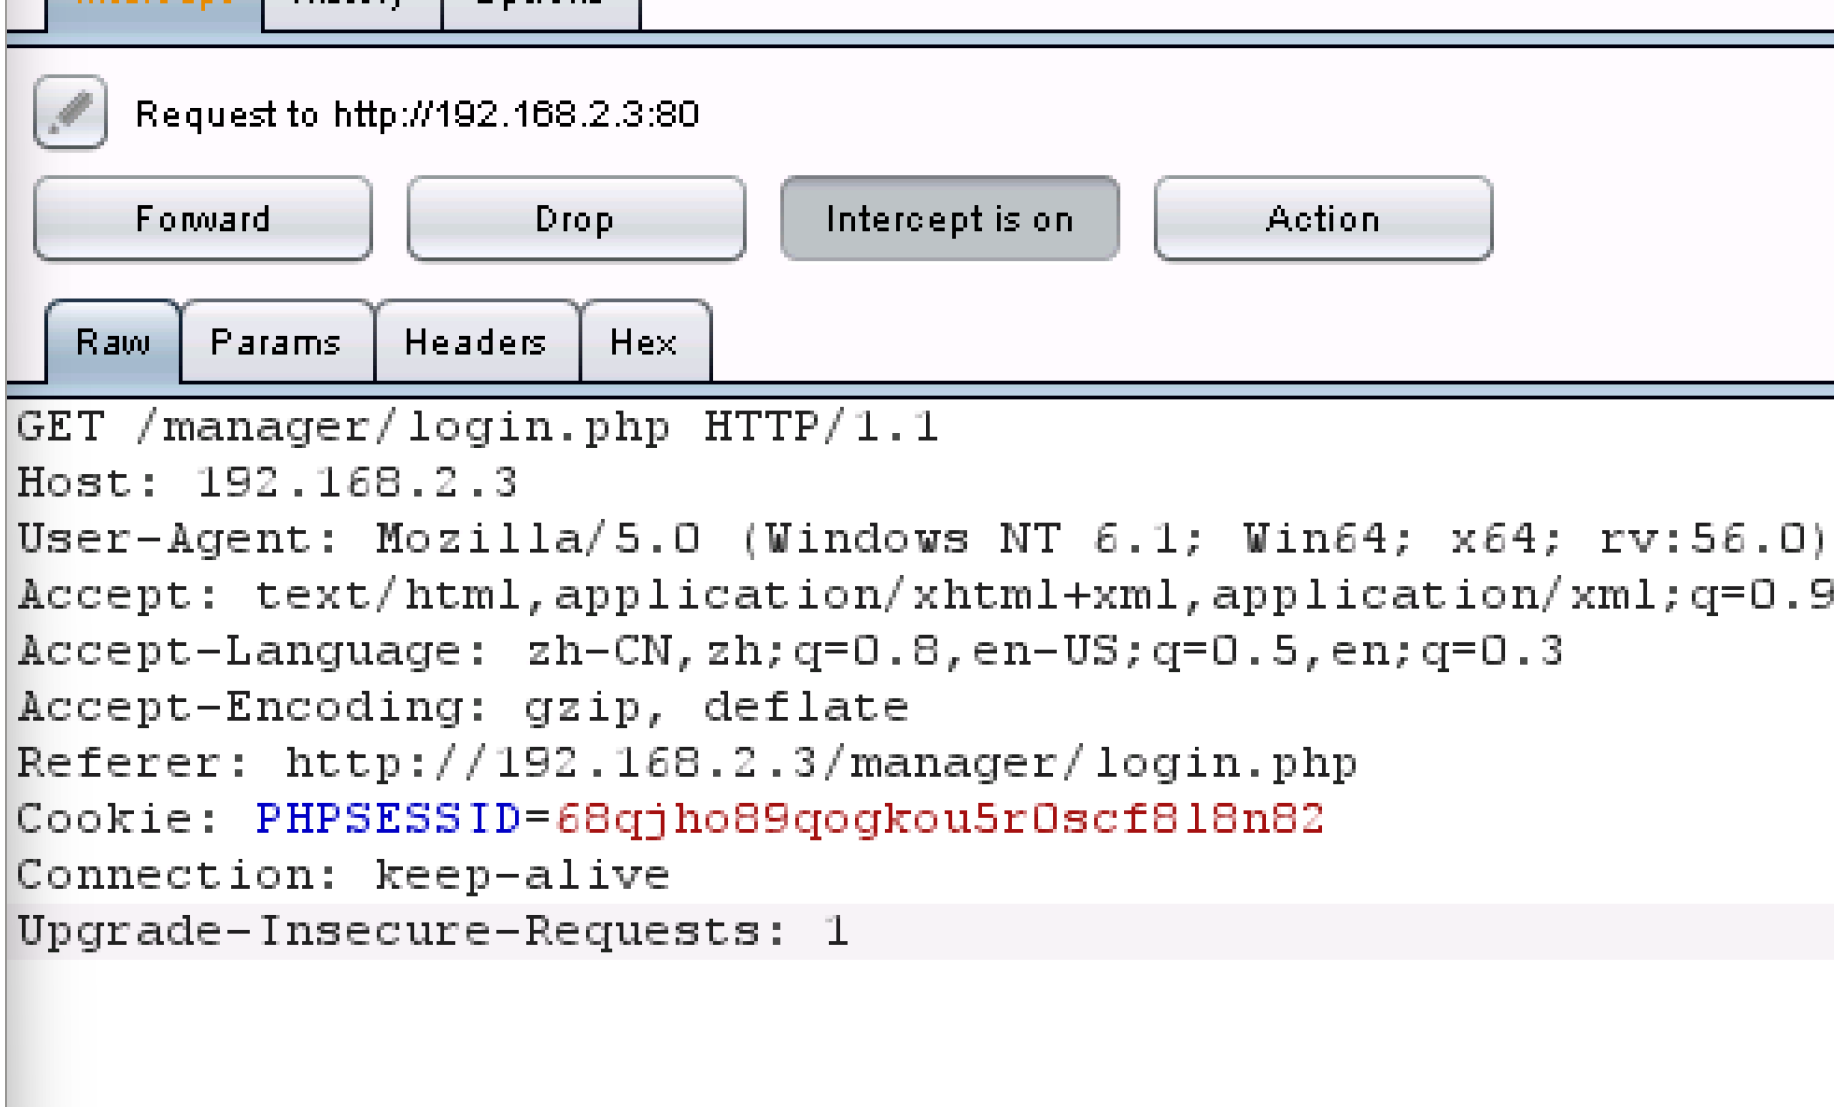 Intercept History Options
Request to http://192.168.2.3:80
Forward Drop Intercept is on Action
Raw Params Headers Hex
GET /manager/login.php HTTP/1.1
Host: 192.168.2.3
User-Agent: Mozilla/5.0 (Windows NT 6.1; Win64; x64; rv:56.0)
Accept: text/html,application/xhtml+xml,application/xml;q=0.9
Accept-Language: zh-CN,zh;q=0.8,en-US;q=0.5,en;q=0.3
Accept-Encoding: gzip, deflate
Referer: http://192.168.2.3/manager/login.php
Cookie: PHPSESSID=68qjho89qogkou5r0scf8l8n82
Connection: keep-alive
Upgrade-Insecure-Requests: 1